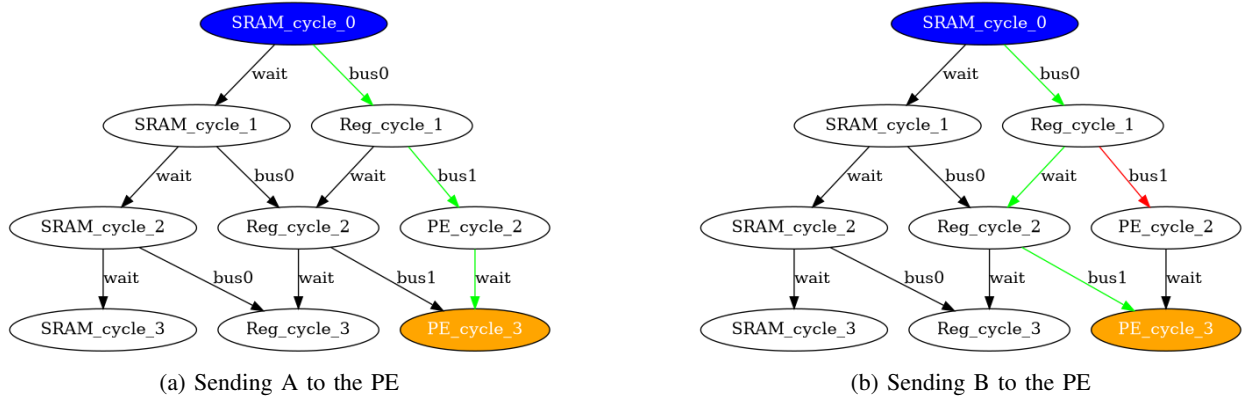 SRAM_cycle_0
wait
bus0
SRAM_cycle_1
Reg_cycle_1
wait
bus0
wait
bus1
SRAM_cycle_2
Reg_cycle_2
PE_cycle_2
wait
bus0
wait
bus1
wait
SRAM_cycle_3
Reg_cycle_3
PE_cycle_3
(a) Sending A to the PE
SRAM_cycle_0
wait
bus0
SRAM_cycle_1
Reg_cycle_1
wait
bus0
wait
bus1
SRAM_cycle_2
Reg_cycle_2
PE_cycle_2
wait
bus0
wait
bus1
wait
SRAM_cycle_3
Reg_cycle_3
PE_cycle_3
(b) Sending B to the PE